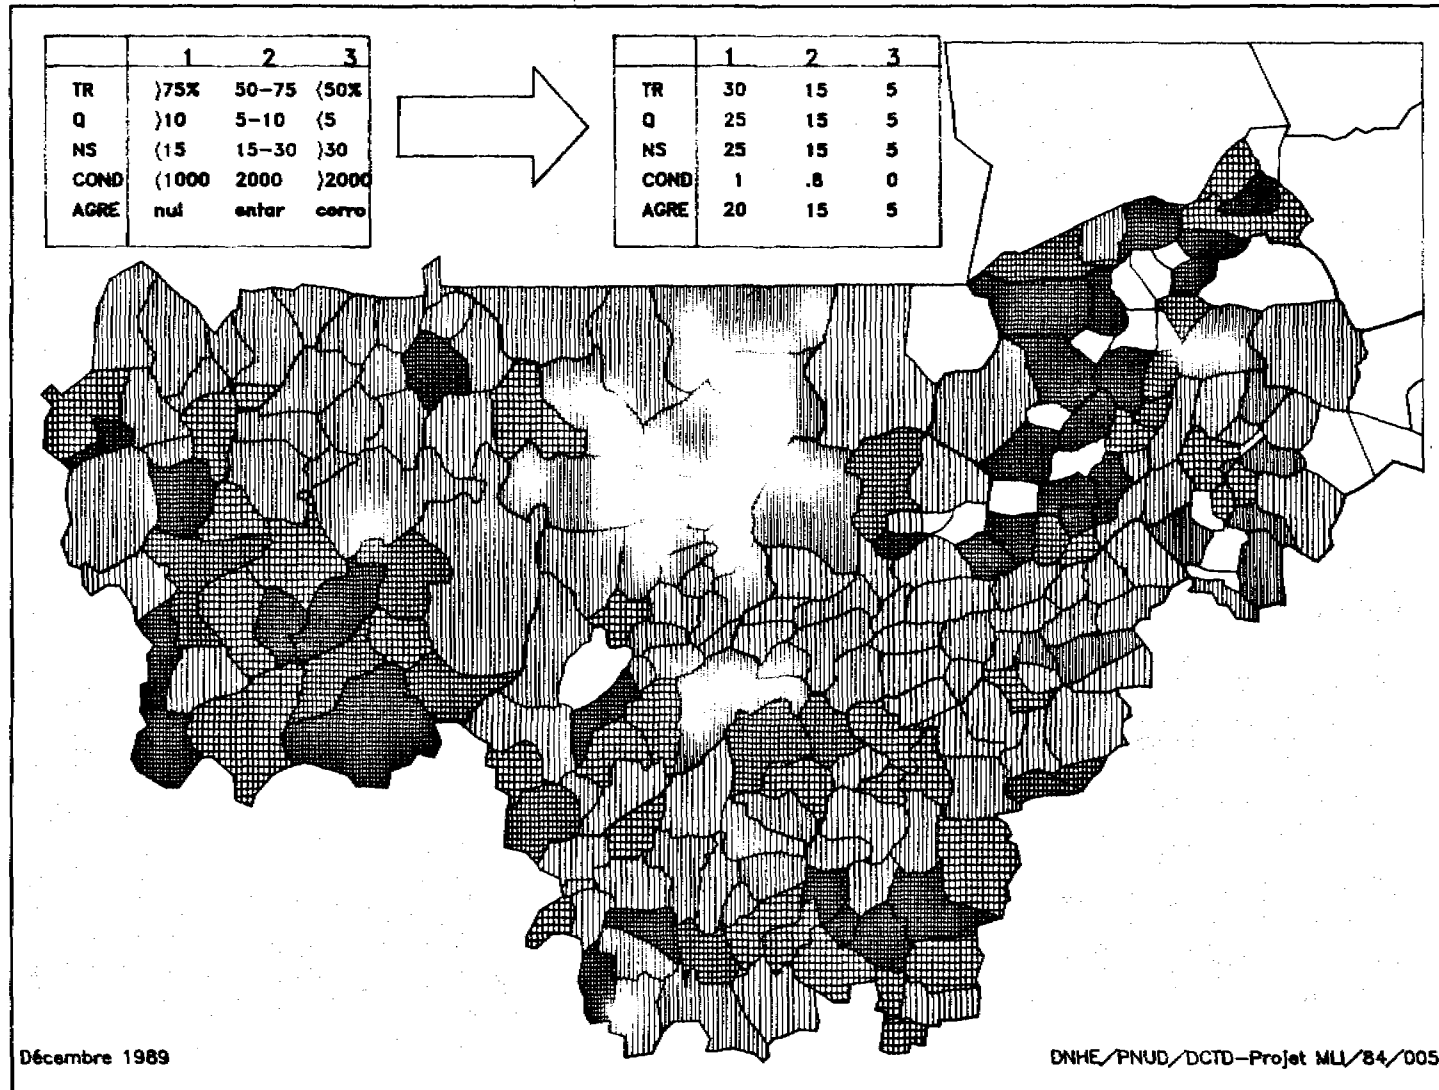 1 2 3
TR ⟩75% 50-75 ⟨50%
Q ⟩10 5-10 ⟨5
NS ⟨15 15-30 ⟩30
COND ⟨1000 2000 ⟩2000
AGRE nul entar corro
1 2 3
TR 30 15 5
Q 25 15 5
NS 25 15 5
COND 1 .8 0
AGRE 20 15 5
Décembre 1989
DNHE/PNUD/DCTD-Projet MLI/84/005